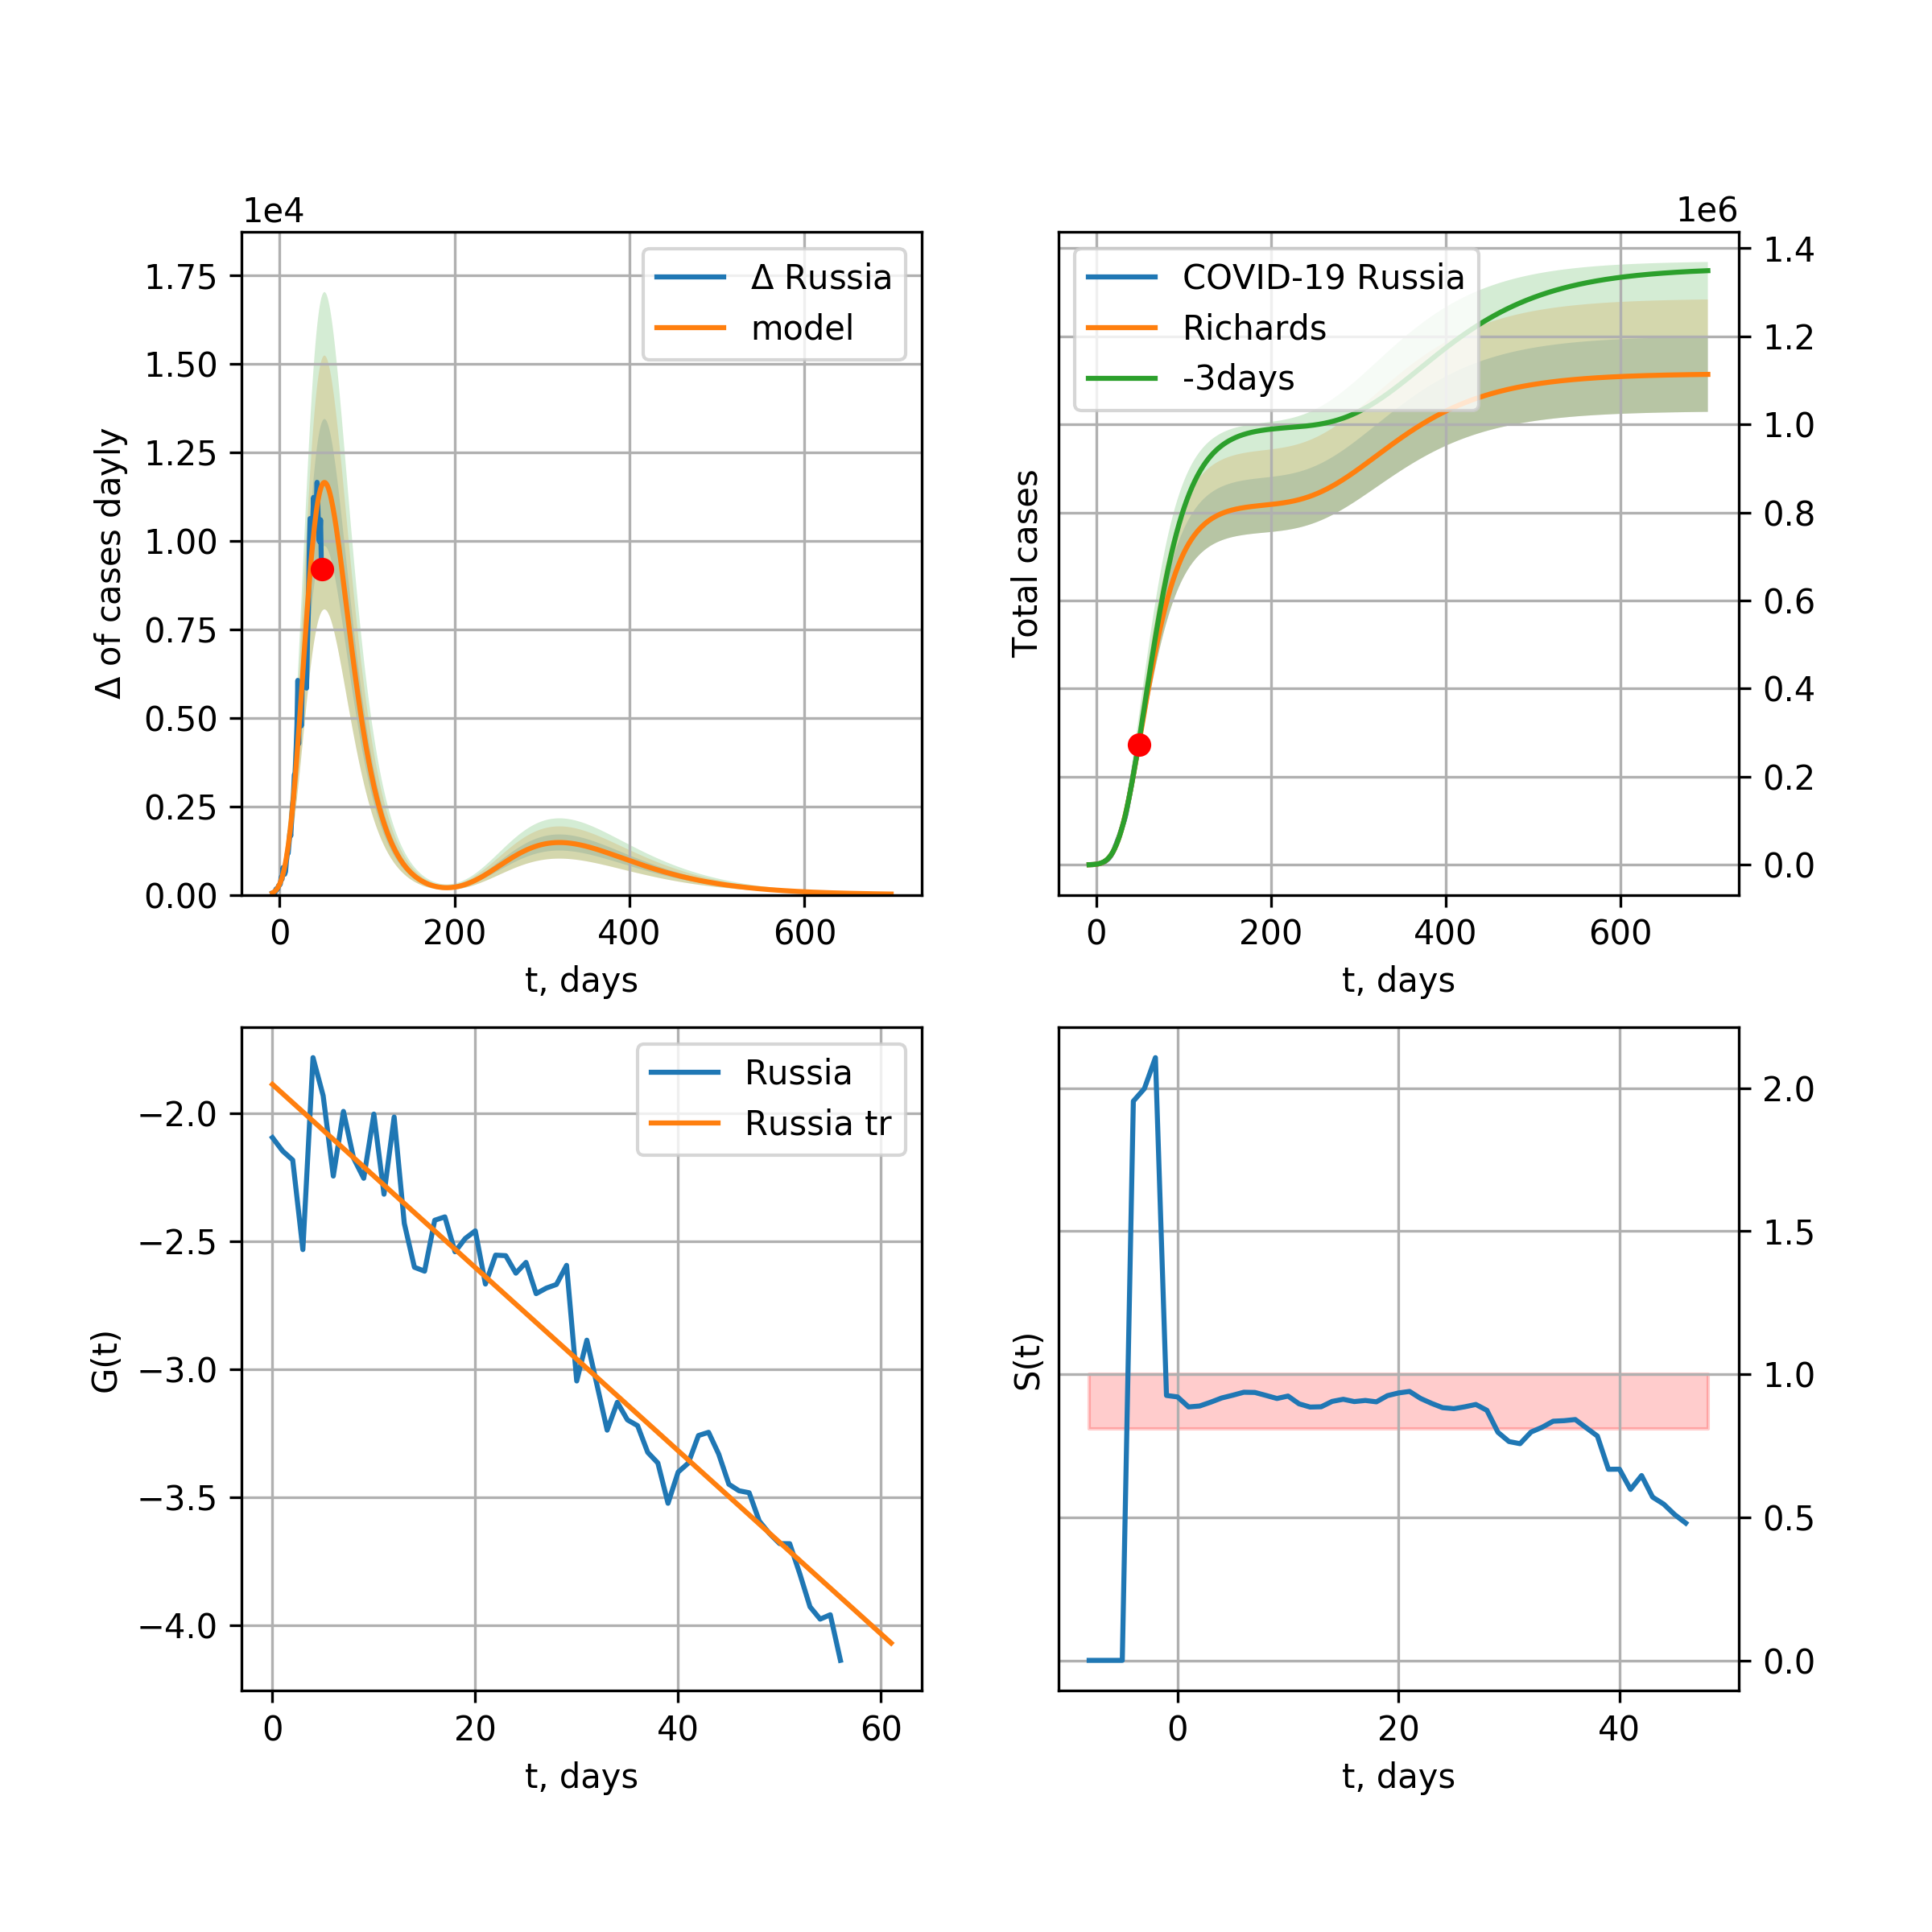 1e4
1.75
1.50
1.25
1.00
0.75
0.50
0.25
0.00
Δ of cases dayly
Δ Russia
model
0 200 400 600
t, days
1e6
1.4
1.2
1.0
0.8
0.6
0.4
0.2
0.0
Total cases
COVID-19 Russia
Richards
-3days
0 200 400 600
t, days
−2.0
−2.5
−3.0
−3.5
−4.0
G(t)
Russia
Russia tr
0 20 40 60
t, days
2.0
1.5
1.0
0.5
0.0
S(t)
0 20 40
t, days